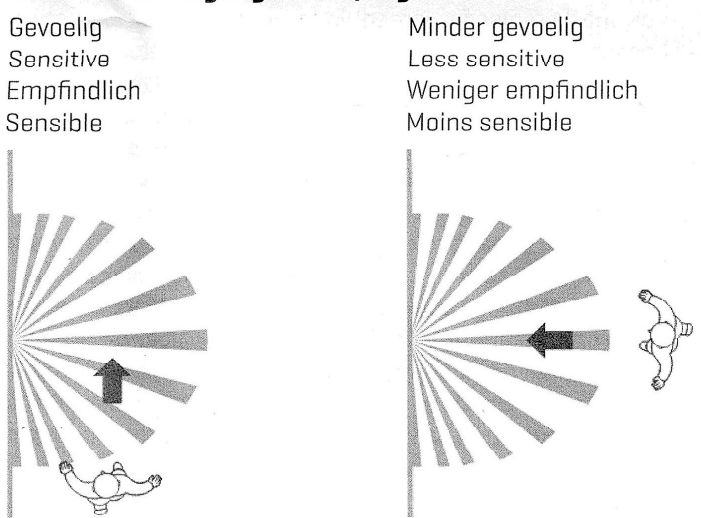 Gevoelig
Sensitive
Empfindlich
Sensible
Minder gevoelig
Less sensitive
Weniger empfindlich
Moins sensible